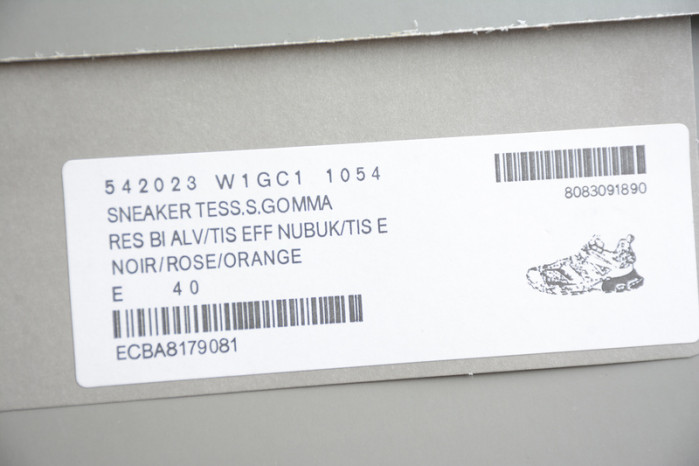 542023 W1GC1 1054
SNEAKER TESS.S.GOMMA
RES BI ALV/TIS EFF NUBUK/TIS E
NOIR/ROSE/ORANGE
E 40
ECBA8179081
8083091890